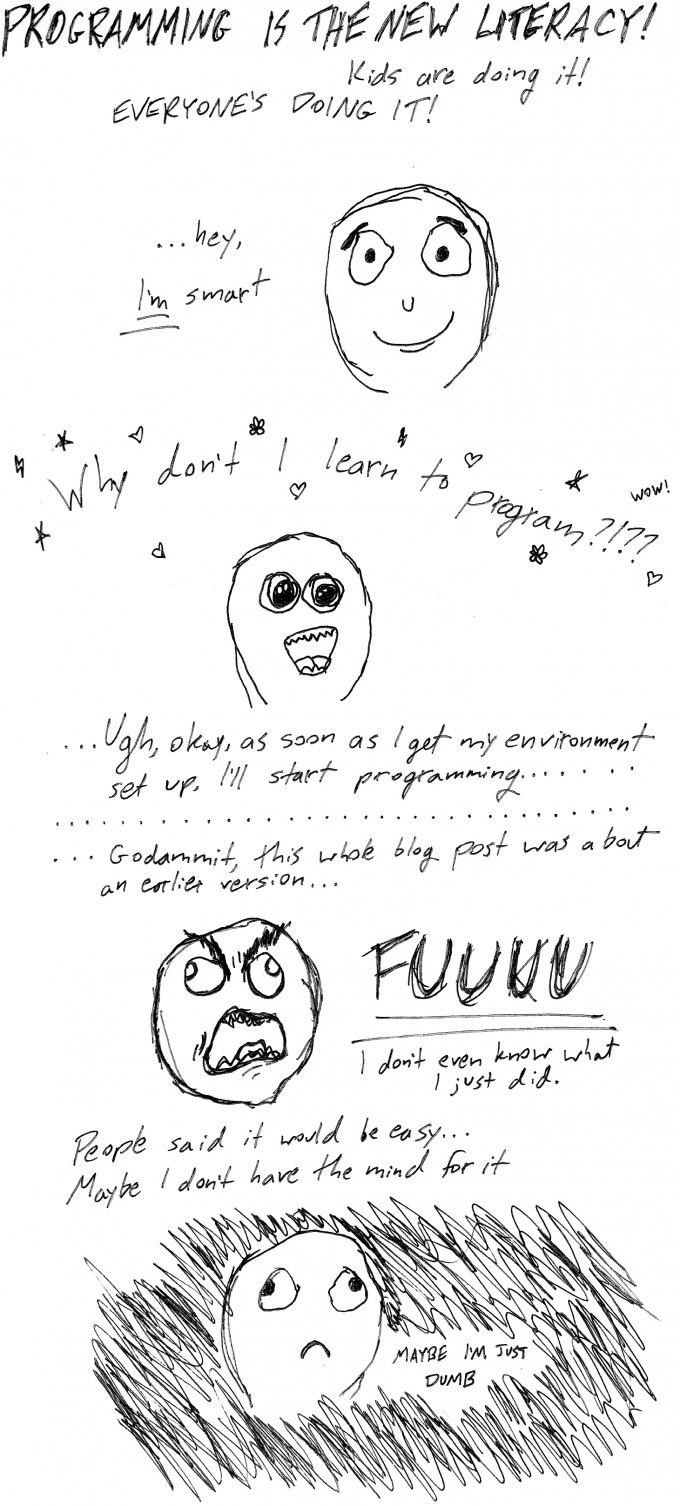 PROGRAMMING IS THE NEW LITERACY!
Kids are doing it!
EVERYONE'S DOING IT!
...hey,
I'm smart
Why don't I learn to program?!??
wow!
...Ugh, okay, as soon as I get my environment
set up, I'll start programming..... . . .
. . . . . . . . . . . . . . . . . . . . . . . . . . . . . . . . .
... Godammit, this whole blog post was about
an earlier version...
FUUUU
I don't even know what
I just did.
People said it would be easy...
Maybe I don't have the mind for it
MAYBE I'M JUST
DUMB